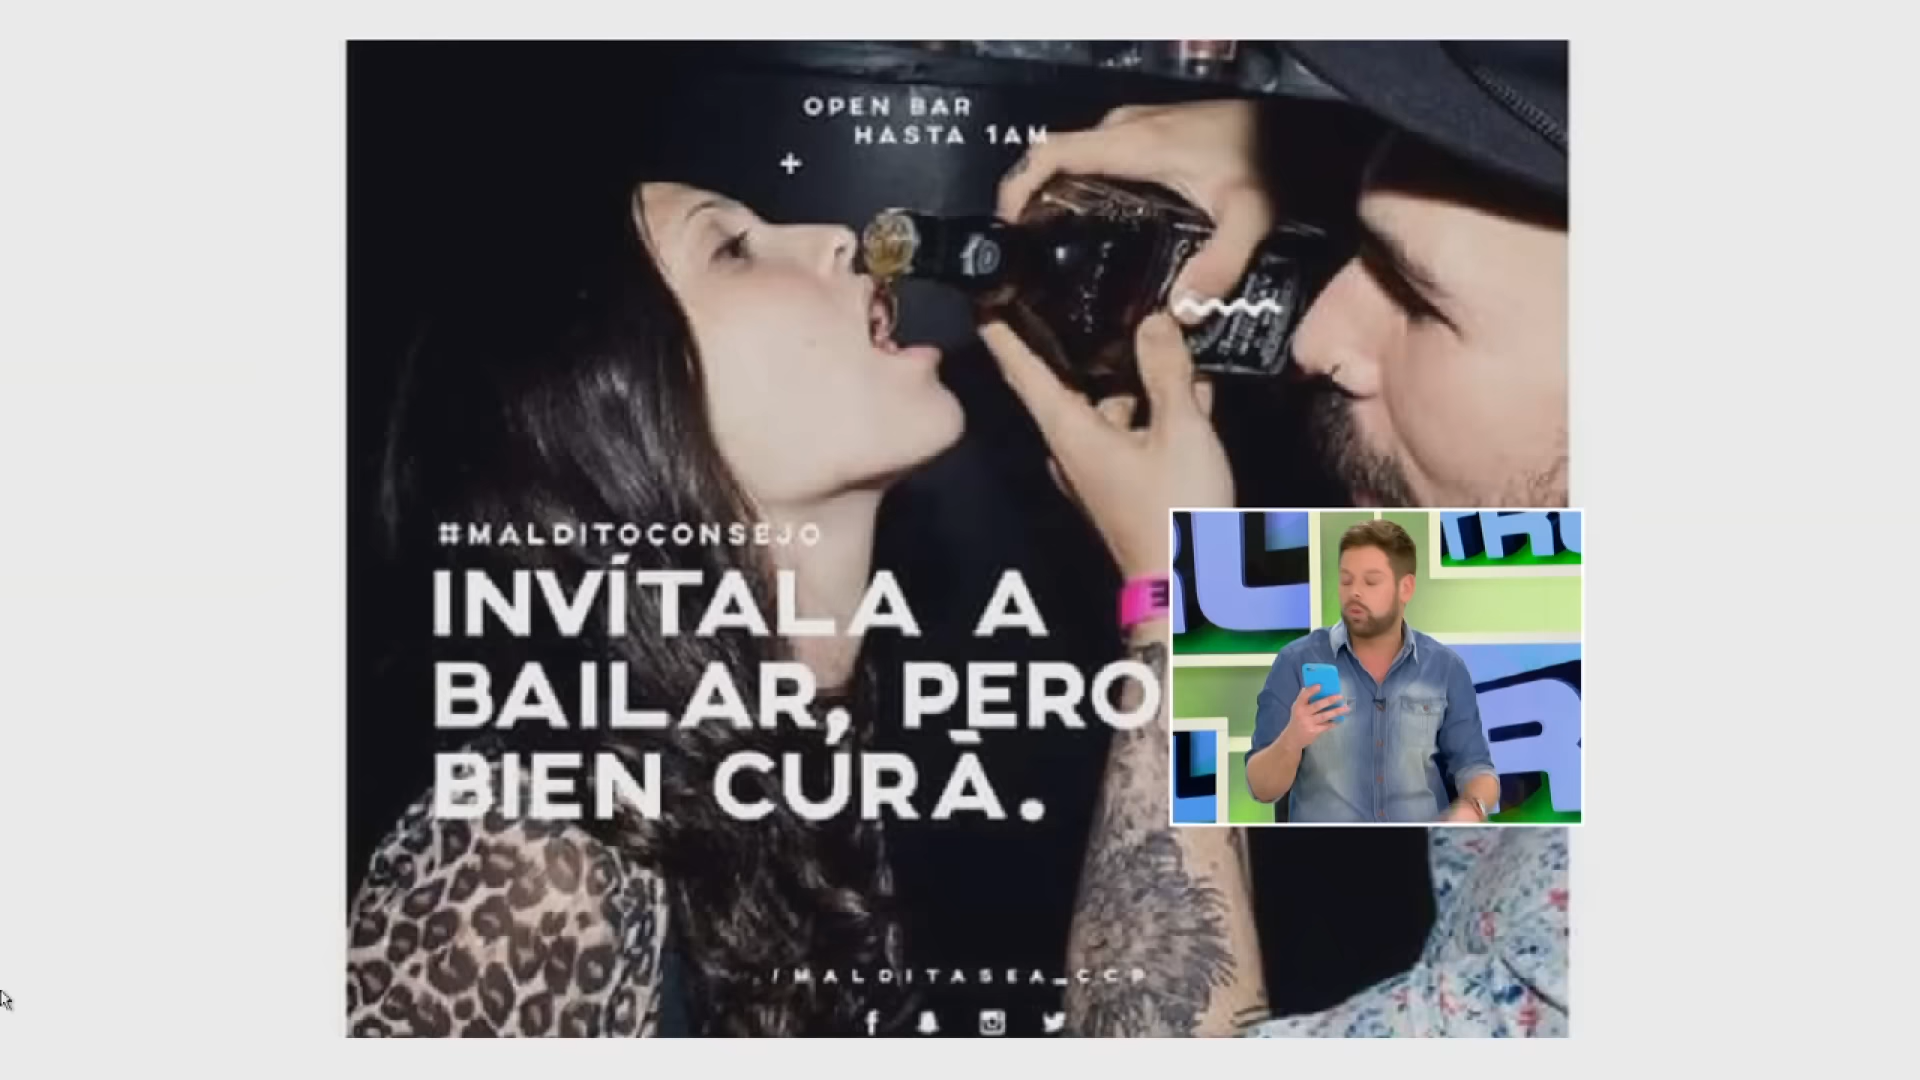 OPEN BAR
HASTA 1AM
#MALDITOCONSEJO
INVÍTALA A
BAILAR, PERO
BIEN CURÁ.
/MALDITASEA_CCP